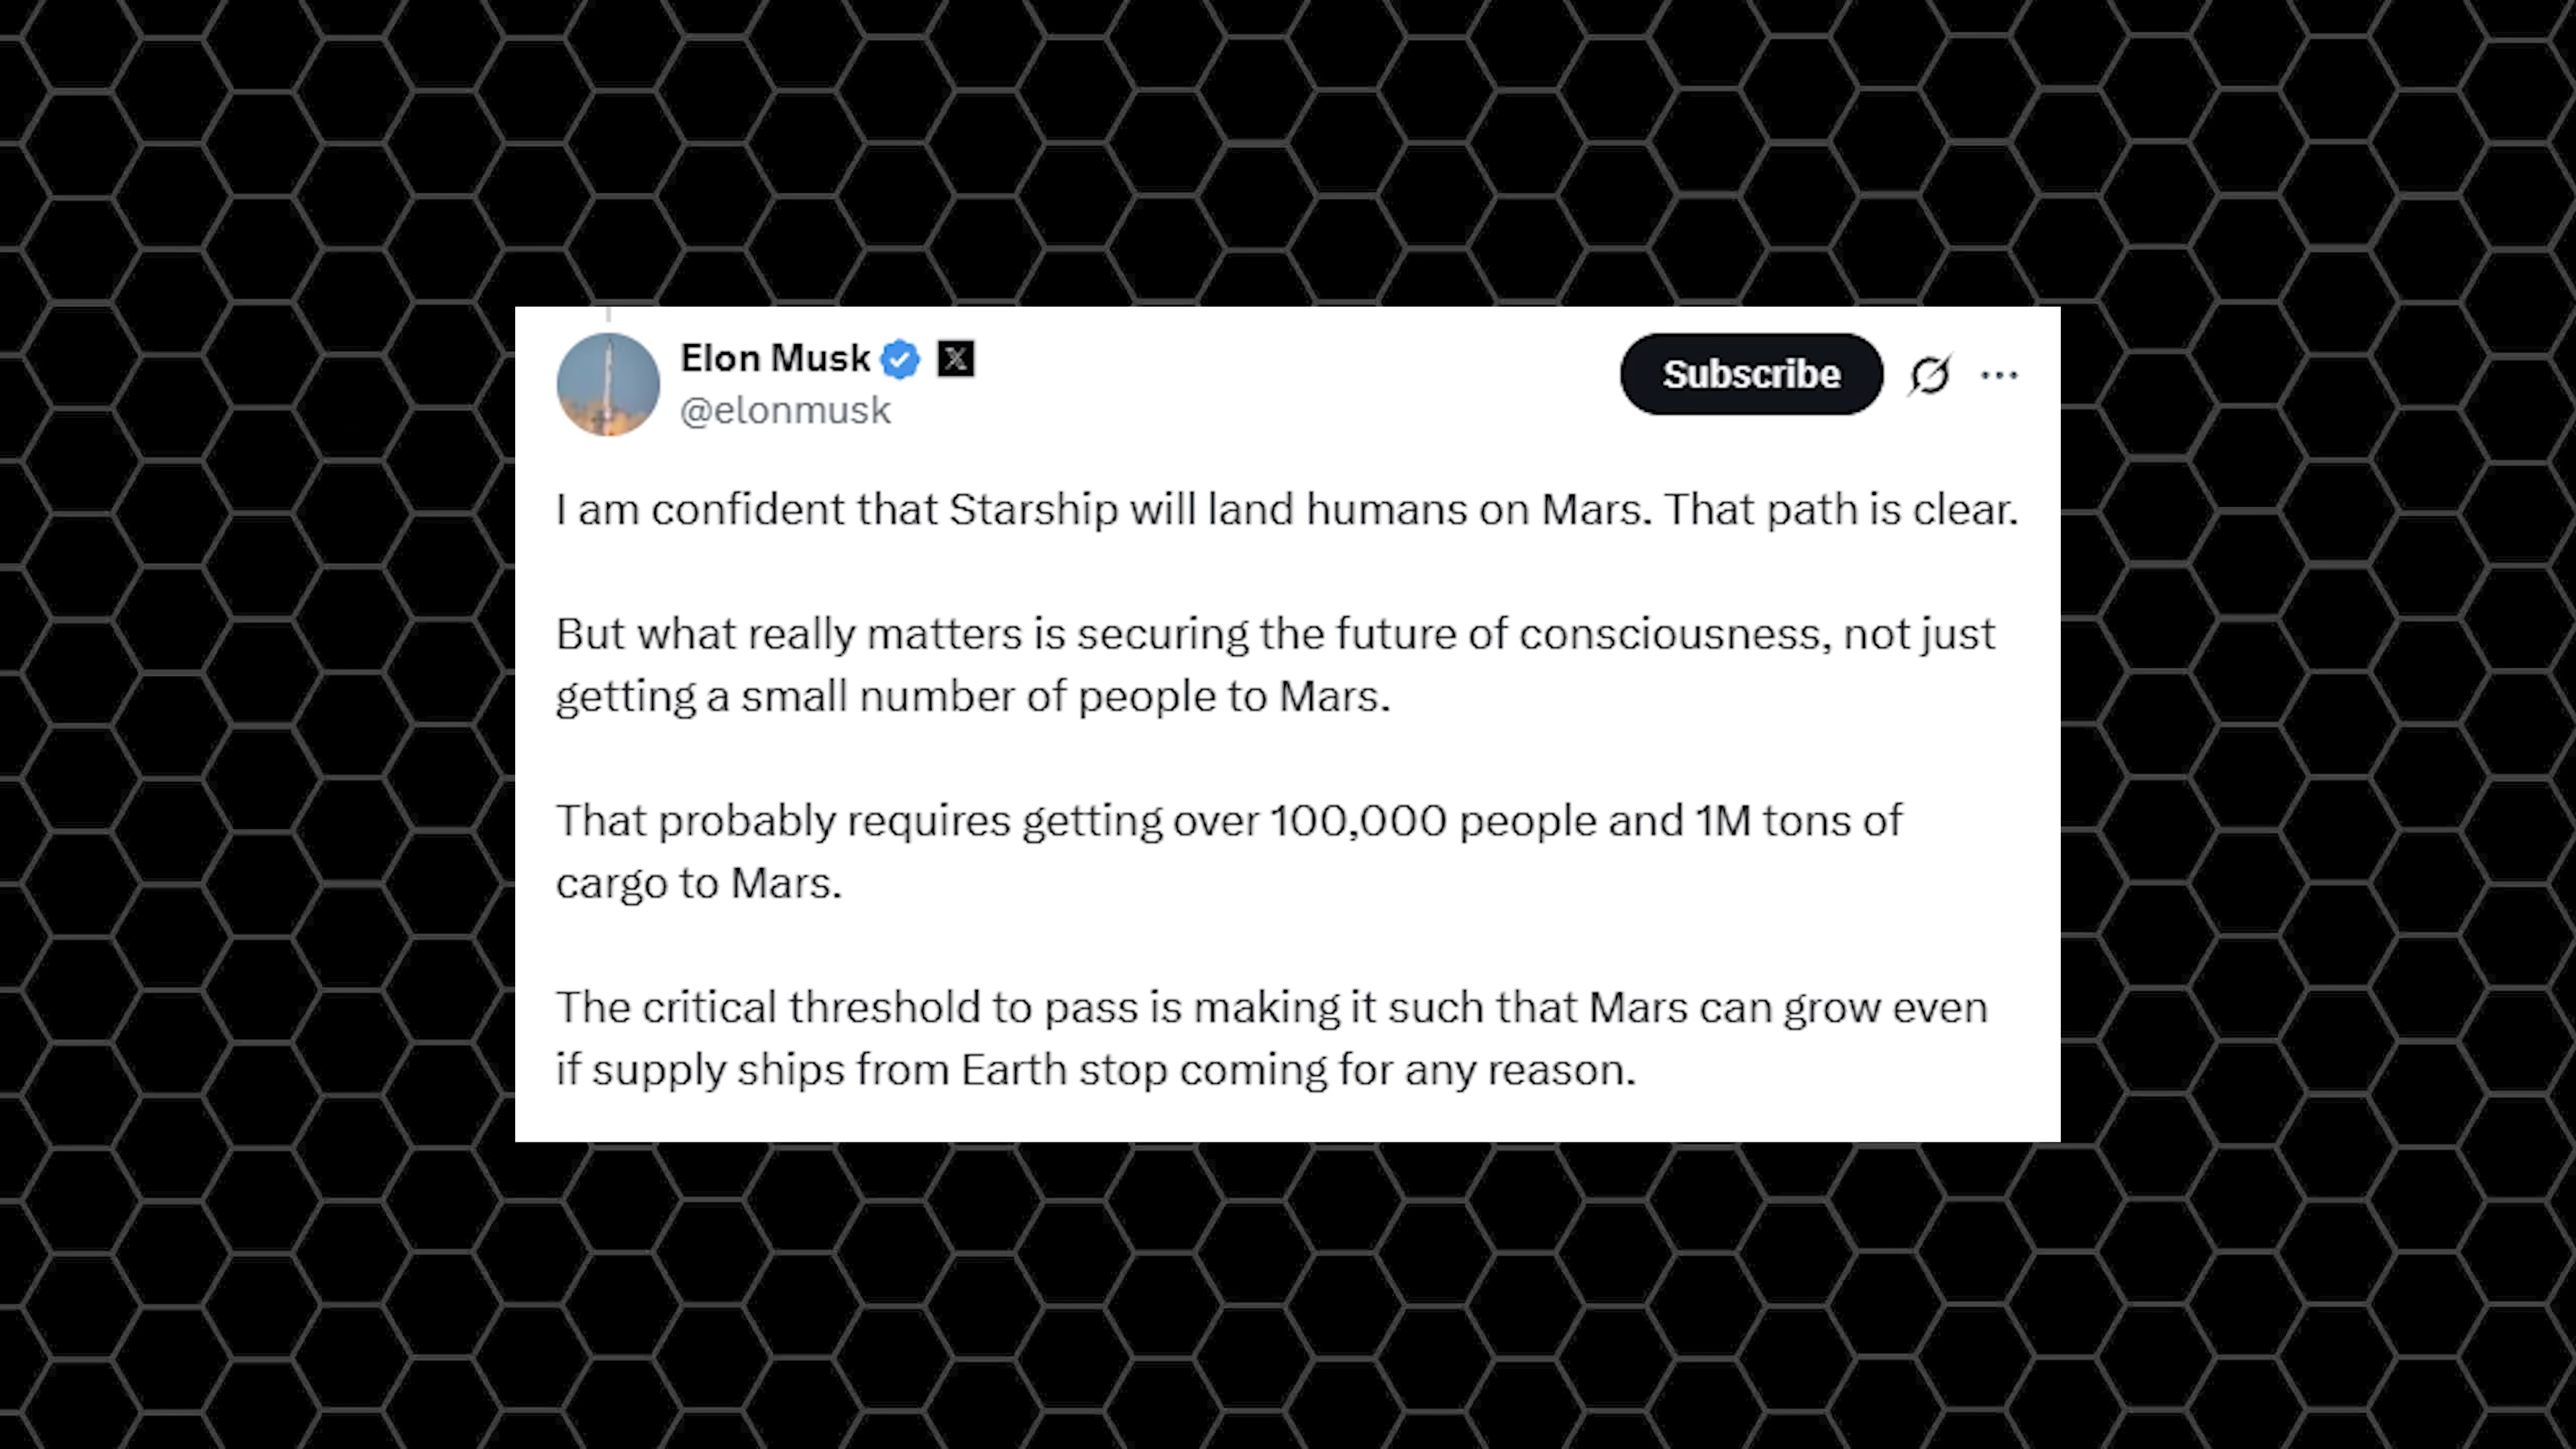 Elon Musk
@elonmusk
Subscribe
I am confident that Starship will land humans on Mars. That path is clear.
But what really matters is securing the future of consciousness, not just
getting a small number of people to Mars.
That probably requires getting over 100,000 people and 1M tons of
cargo to Mars.
The critical threshold to pass is making it such that Mars can grow even
if supply ships from Earth stop coming for any reason.